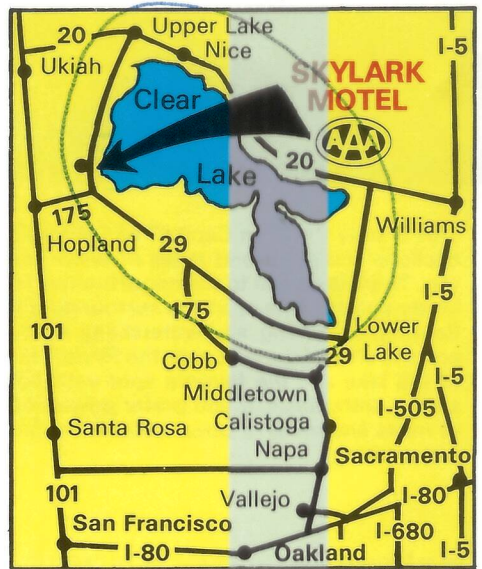 20
Upper Lake
Nice
I-5
Ukiah
SKYLARK
MOTEL
AAA
Clear
Lake
20
175
Hopland
29
Williams
175
I-5
101
Lower
Lake
29
Cobb
I-5
Middletown
I-505
Calistoga
Santa Rosa
Napa
Sacramento
101
Vallejo
I-80
San Francisco
I-680
I-80
Oakland
I-5